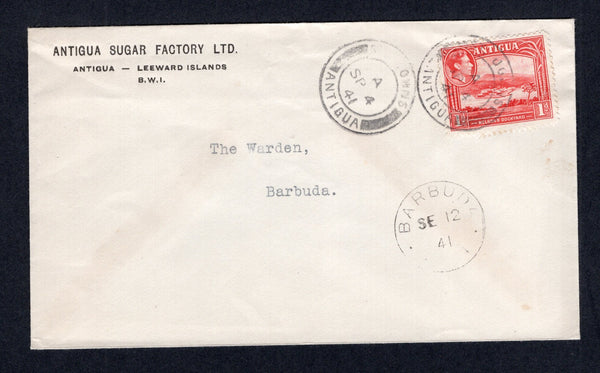 ANTIGUA SUGAR FACTORY LTD.
ANTIGUA — LEEWARD ISLANDS
B.W.I.
A
SP 4
41
ANTIGUA
ANTIGUA
1D
The Warden,
Barbuda.
BARBUDA
SE 12
41